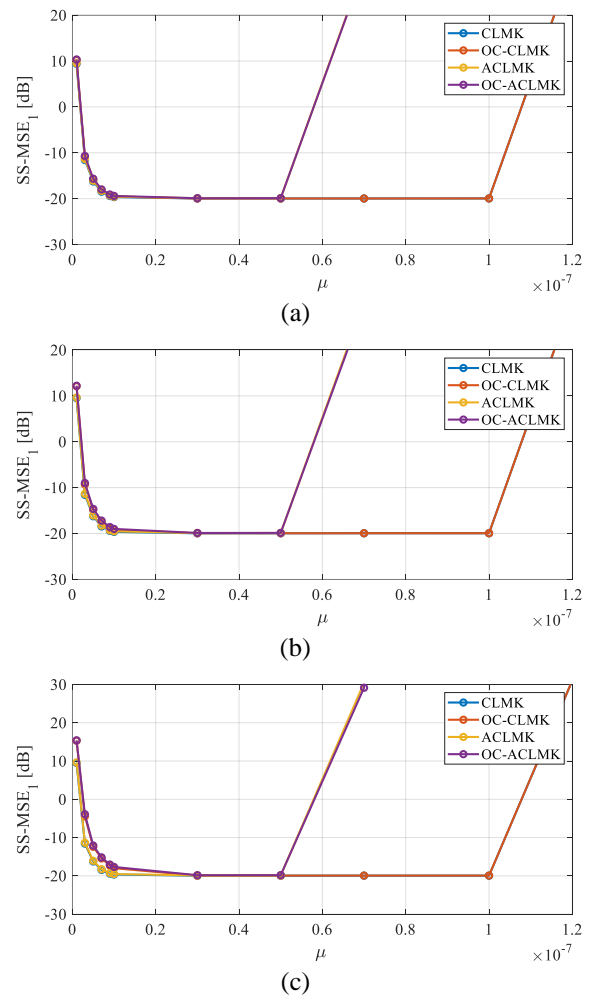 20
10
0
-10
-20
-30
SS-MSE1 [dB]
CLMK
OC-CLMK
ACLMK
OC-ACLMK
0 0.2 0.4 0.6 0.8 1 1.2
μ
×10-7
(a)
20
10
0
-10
-20
-30
SS-MSE1 [dB]
CLMK
OC-CLMK
ACLMK
OC-ACLMK
0 0.2 0.4 0.6 0.8 1 1.2
μ
×10-7
(b)
30
20
10
0
-10
-20
-30
SS-MSE1 [dB]
CLMK
OC-CLMK
ACLMK
OC-ACLMK
0 0.2 0.4 0.6 0.8 1 1.2
μ
×10-7
(c)